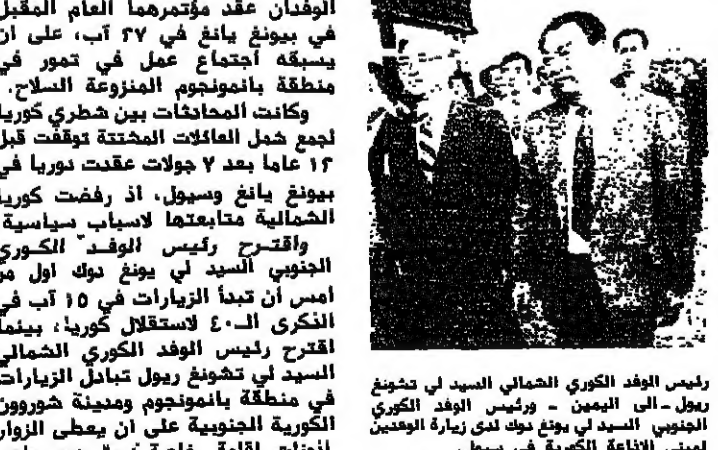 الوفدان عقد مؤتمرهما العام المقبل
في بيونغ يانغ في ٢٧ آب، على ان
يسبقه اجتماع عمل في تموز في
منطقة بانمونجوم المنزوعة السلاح.
وكانت المحادثات بين شطري كوريا
لجمع شمل العائلات المشتتة توقفت قبل
١٢ عاما بعد ٧ جولات عقدت دوريا في
بيونغ يانغ وسيول، اذ رفضت كوريا
الشمالية متابعتها لاسباب سياسية.
واقترح رئيس الوفد الكوري
الجنوبي السيد لي يونغ دوك اول من
امس ان تبدأ الزيارات في ١٥ آب في
الذكرى الـ٤٠ لاستقلال كوريا، بينما
اقترح رئيس الوفد الكوري الشمالي
السيد لي تشونغ ريول تبادل الزيارات
في منطقة بانمونجوم ومدينة شوروون
الكورية الجنوبية على ان يعطى الزوار
رئيس الوفد الكوري الشمالي السيد لي تشونغ
ريول - الى اليمين - ورئيس الوفد الكوري
الجنوبي السيد لي يونغ دوك لدى زيارة الوفدين
لمبنى الاذاعة الكورية في سيول.